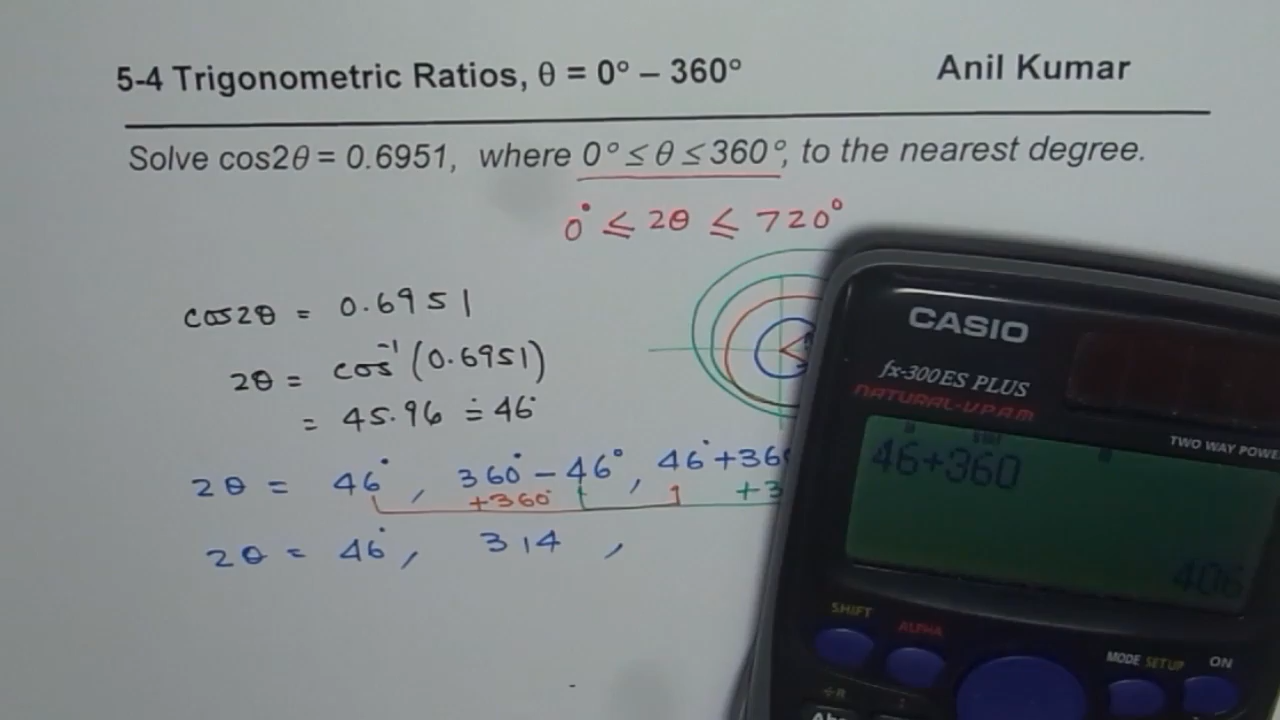 5-4 Trigonometric Ratios, θ = 0° – 360° Anil Kumar
Solve cos2θ = 0.6951, where 0° ≤ θ ≤ 360°, to the nearest degree.
0° ≤ 2θ ≤ 720°
cos2θ = 0.6951
2θ = cos⁻¹(0.6951)
= 45.96 ≐ 46°
2θ = 46°, 360° – 46°, 46°+360
+360° +3
2θ = 46°, 314 ,
CASIO
fx-300ES PLUS
NATURAL-V.P.A.M.
TWO WAY POWER
46+360
406
SHIFT
ALPHA
MODE SETUP ON
Abs